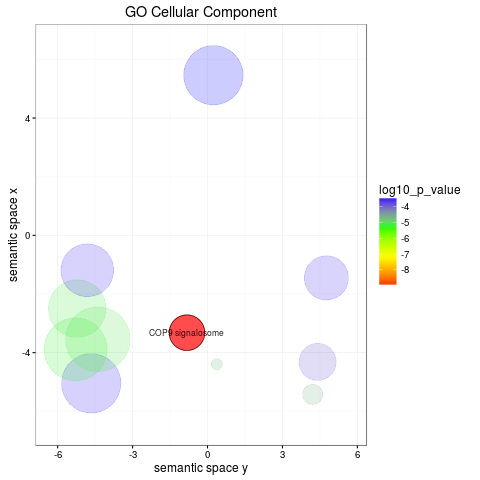 GO Cellular Component
semantic space x
4
0
-4
COP9 signalosome
-6
-3
0
3
6
semantic space y
log10_p_value
-4
-5
-6
-7
-8